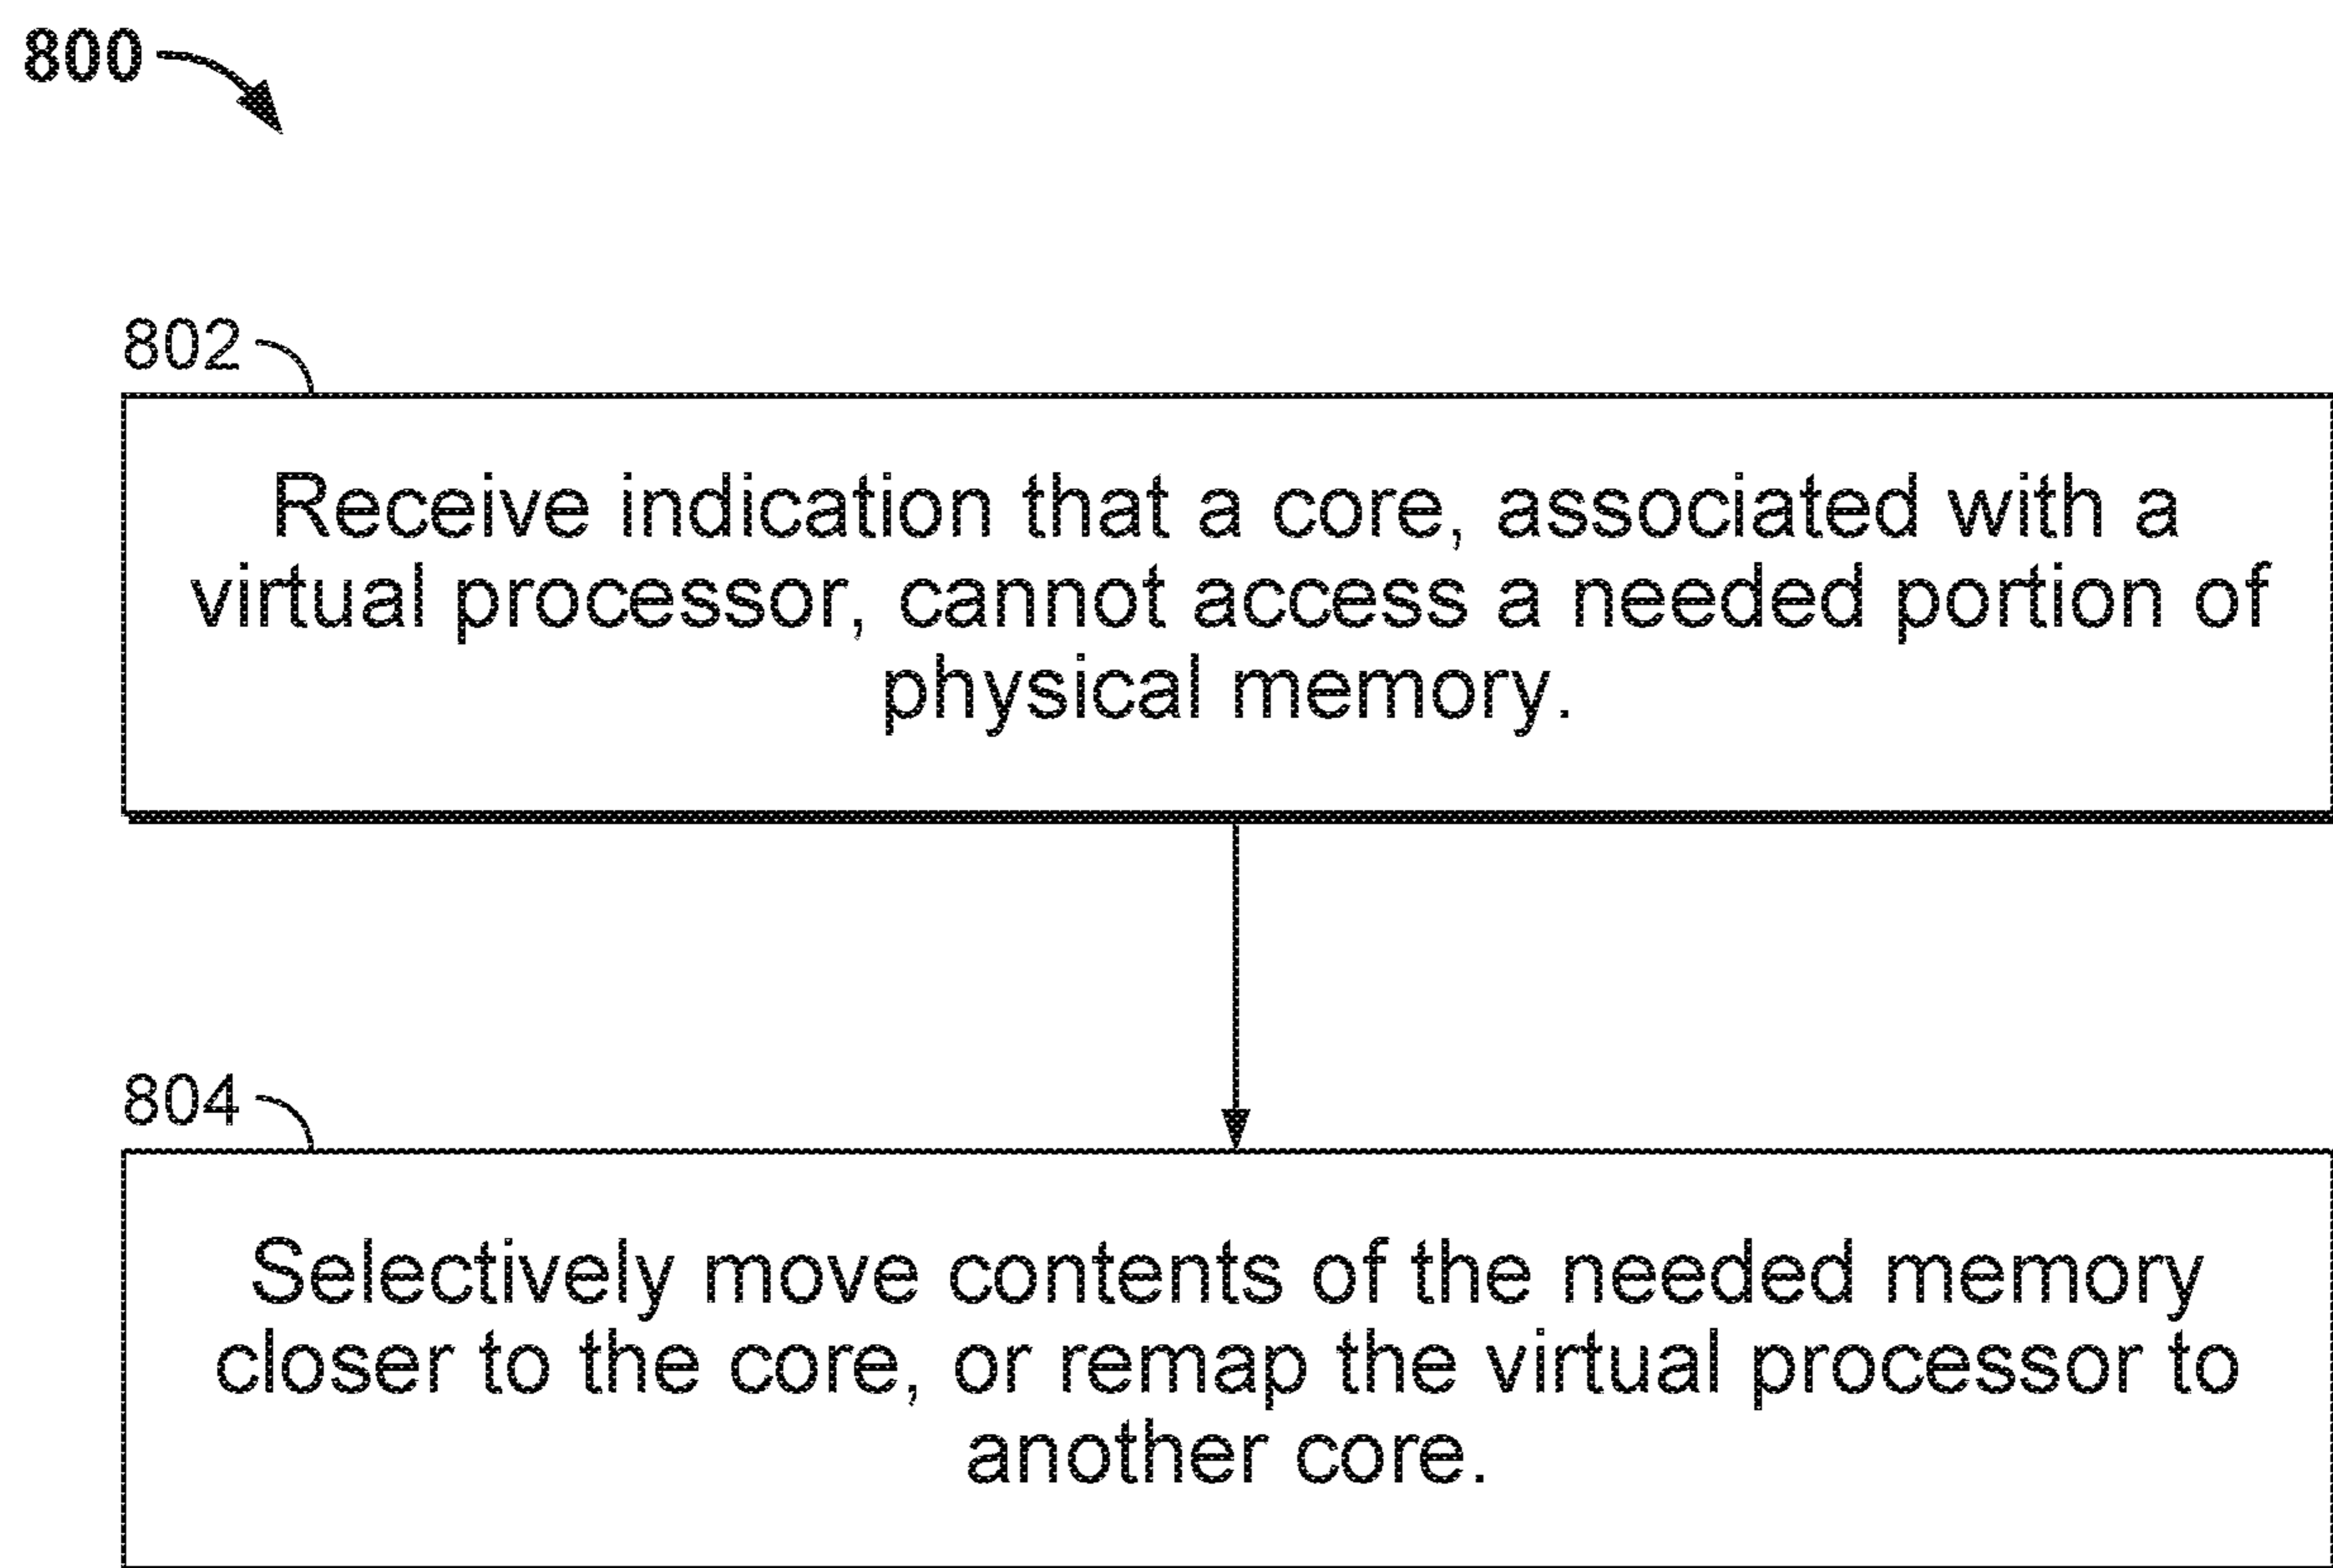 800
802
Receive indication that a core, associated with a
virtual processor, cannot access a needed portion of
physical memory.
804
Selectively move contents of the needed memory
closer to the core, or remap the virtual processor to
another core.